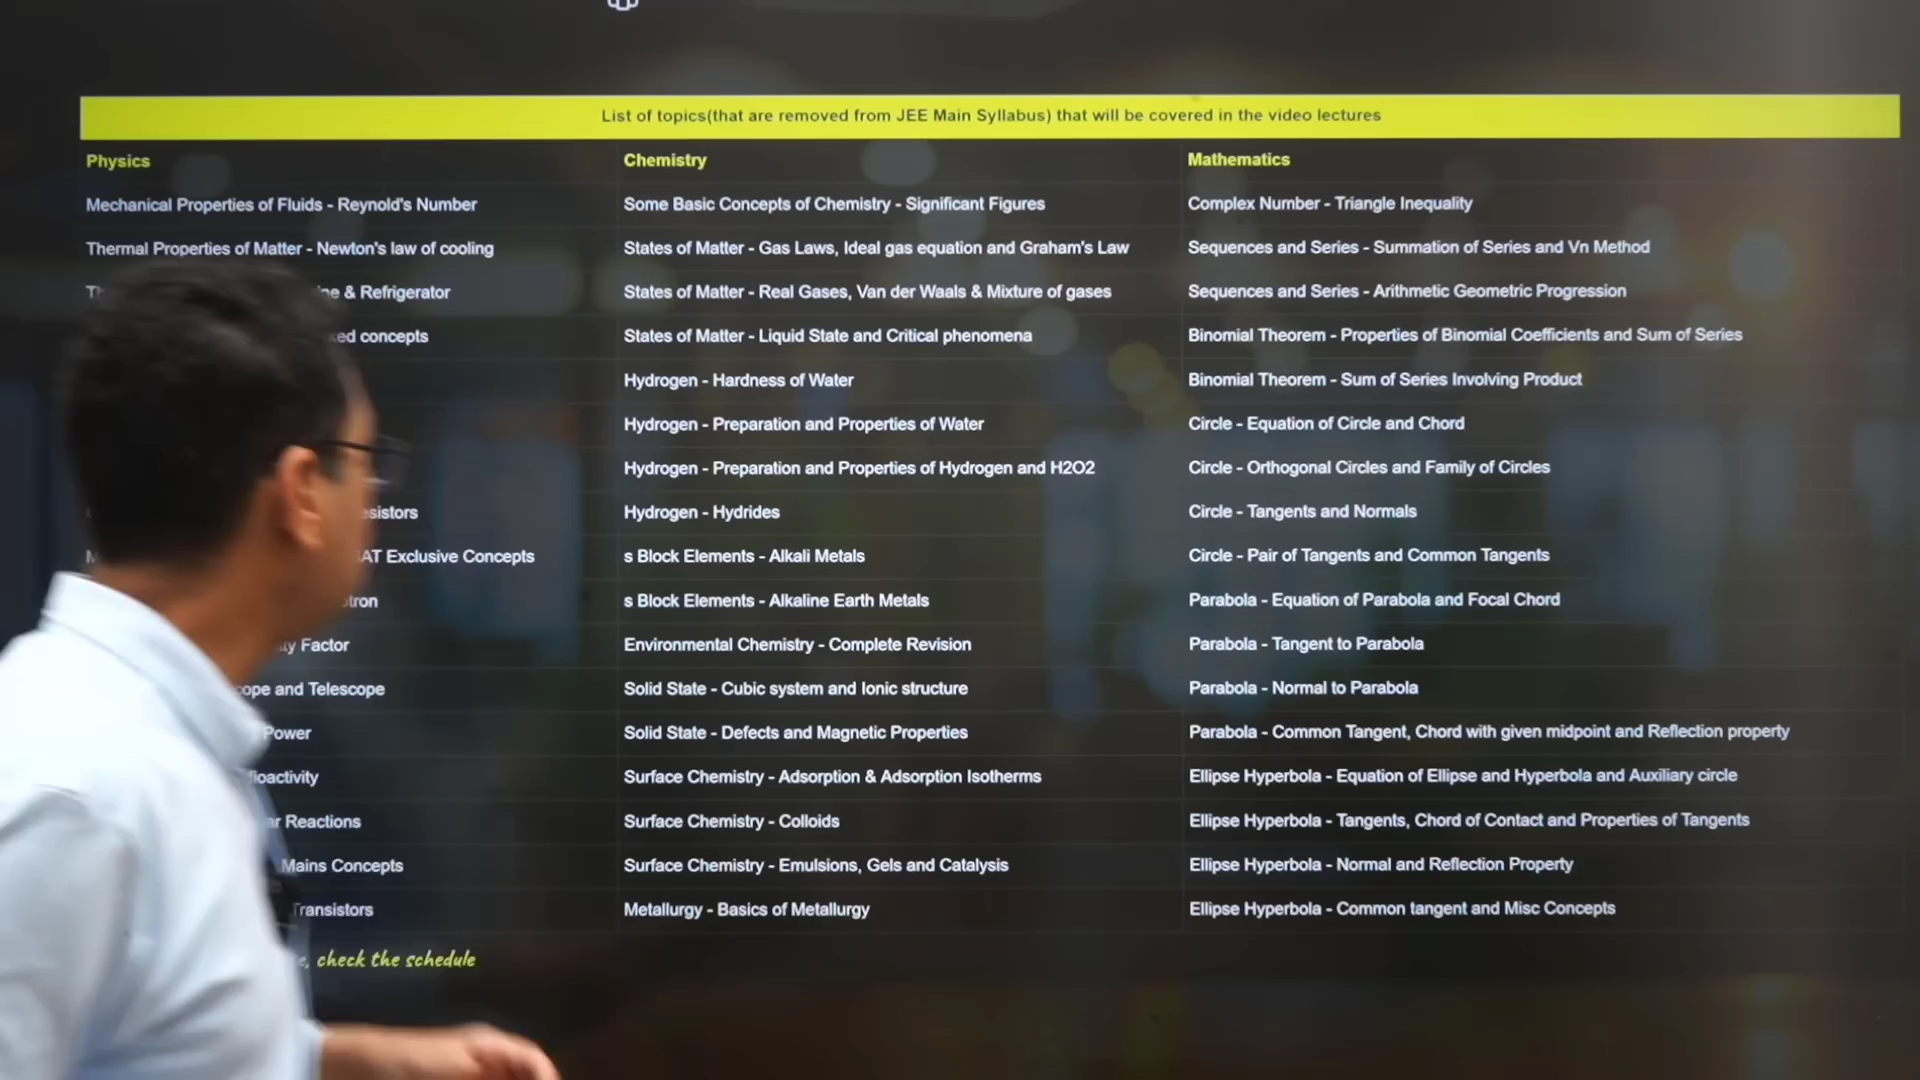 List of topics(that are removed from JEE Main Syllabus) that will be covered in the video lectures
Physics Chemistry Mathematics
Mechanical Properties of Fluids - Reynold's Number Some Basic Concepts of Chemistry - Significant Figures Complex Number - Triangle Inequality
Thermal Properties of Matter - Newton's law of cooling States of Matter - Gas Laws, Ideal gas equation and Graham's Law Sequences and Series - Summation of Series and Vn Method
& Refrigerator States of Matter - Real Gases, Van der Waals & Mixture of gases Sequences and Series - Arithmetic Geometric Progression
concepts States of Matter - Liquid State and Critical phenomena Binomial Theorem - Properties of Binomial Coefficients and Sum of Series
Hydrogen - Hardness of Water Binomial Theorem - Sum of Series Involving Product
Hydrogen - Preparation and Properties of Water Circle - Equation of Circle and Chord
Hydrogen - Preparation and Properties of Hydrogen and H2O2 Circle - Orthogonal Circles and Family of Circles
Hydrogen - Hydrides Circle - Tangents and Normals
Exclusive Concepts s Block Elements - Alkali Metals Circle - Pair of Tangents and Common Tangents
s Block Elements - Alkaline Earth Metals Parabola - Equation of Parabola and Focal Chord
Factor Environmental Chemistry - Complete Revision Parabola - Tangent to Parabola
and Telescope Solid State - Cubic system and Ionic structure Parabola - Normal to Parabola
Power Solid State - Defects and Magnetic Properties Parabola - Common Tangent, Chord with given midpoint and Reflection property
Surface Chemistry - Adsorption & Adsorption Isotherms Ellipse Hyperbola - Equation of Ellipse and Hyperbola and Auxiliary circle
Reactions Surface Chemistry - Colloids Ellipse Hyperbola - Tangents, Chord of Contact and Properties of Tangents
Mains Concepts Surface Chemistry - Emulsions, Gels and Catalysis Ellipse Hyperbola - Normal and Reflection Property
Transistors Metallurgy - Basics of Metallurgy Ellipse Hyperbola - Common tangent and Misc Concepts
check the schedule